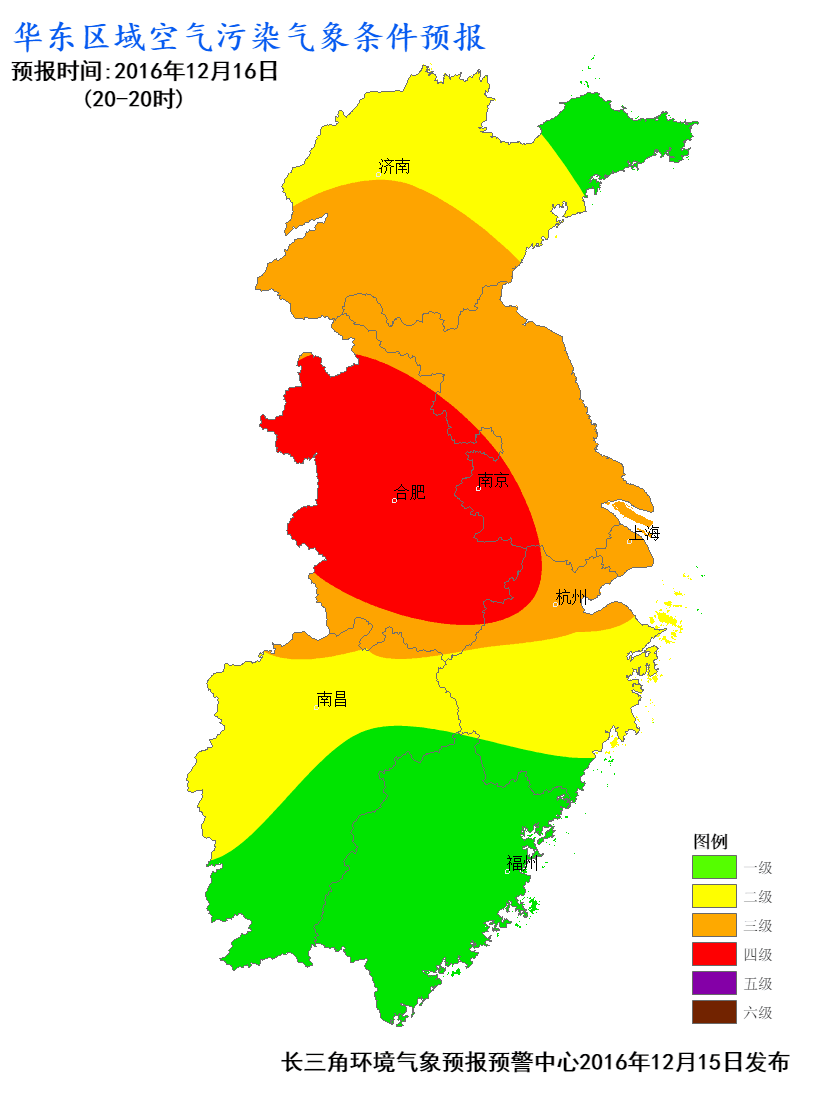 华东区域空气污染气象条件预报
预报时间:2016年12月16日
(20-20时)
济南
合肥
南京
上海
杭州
南昌
福州
图例
一级
二级
三级
四级
五级
六级
长三角环境气象预报预警中心2016年12月15日发布